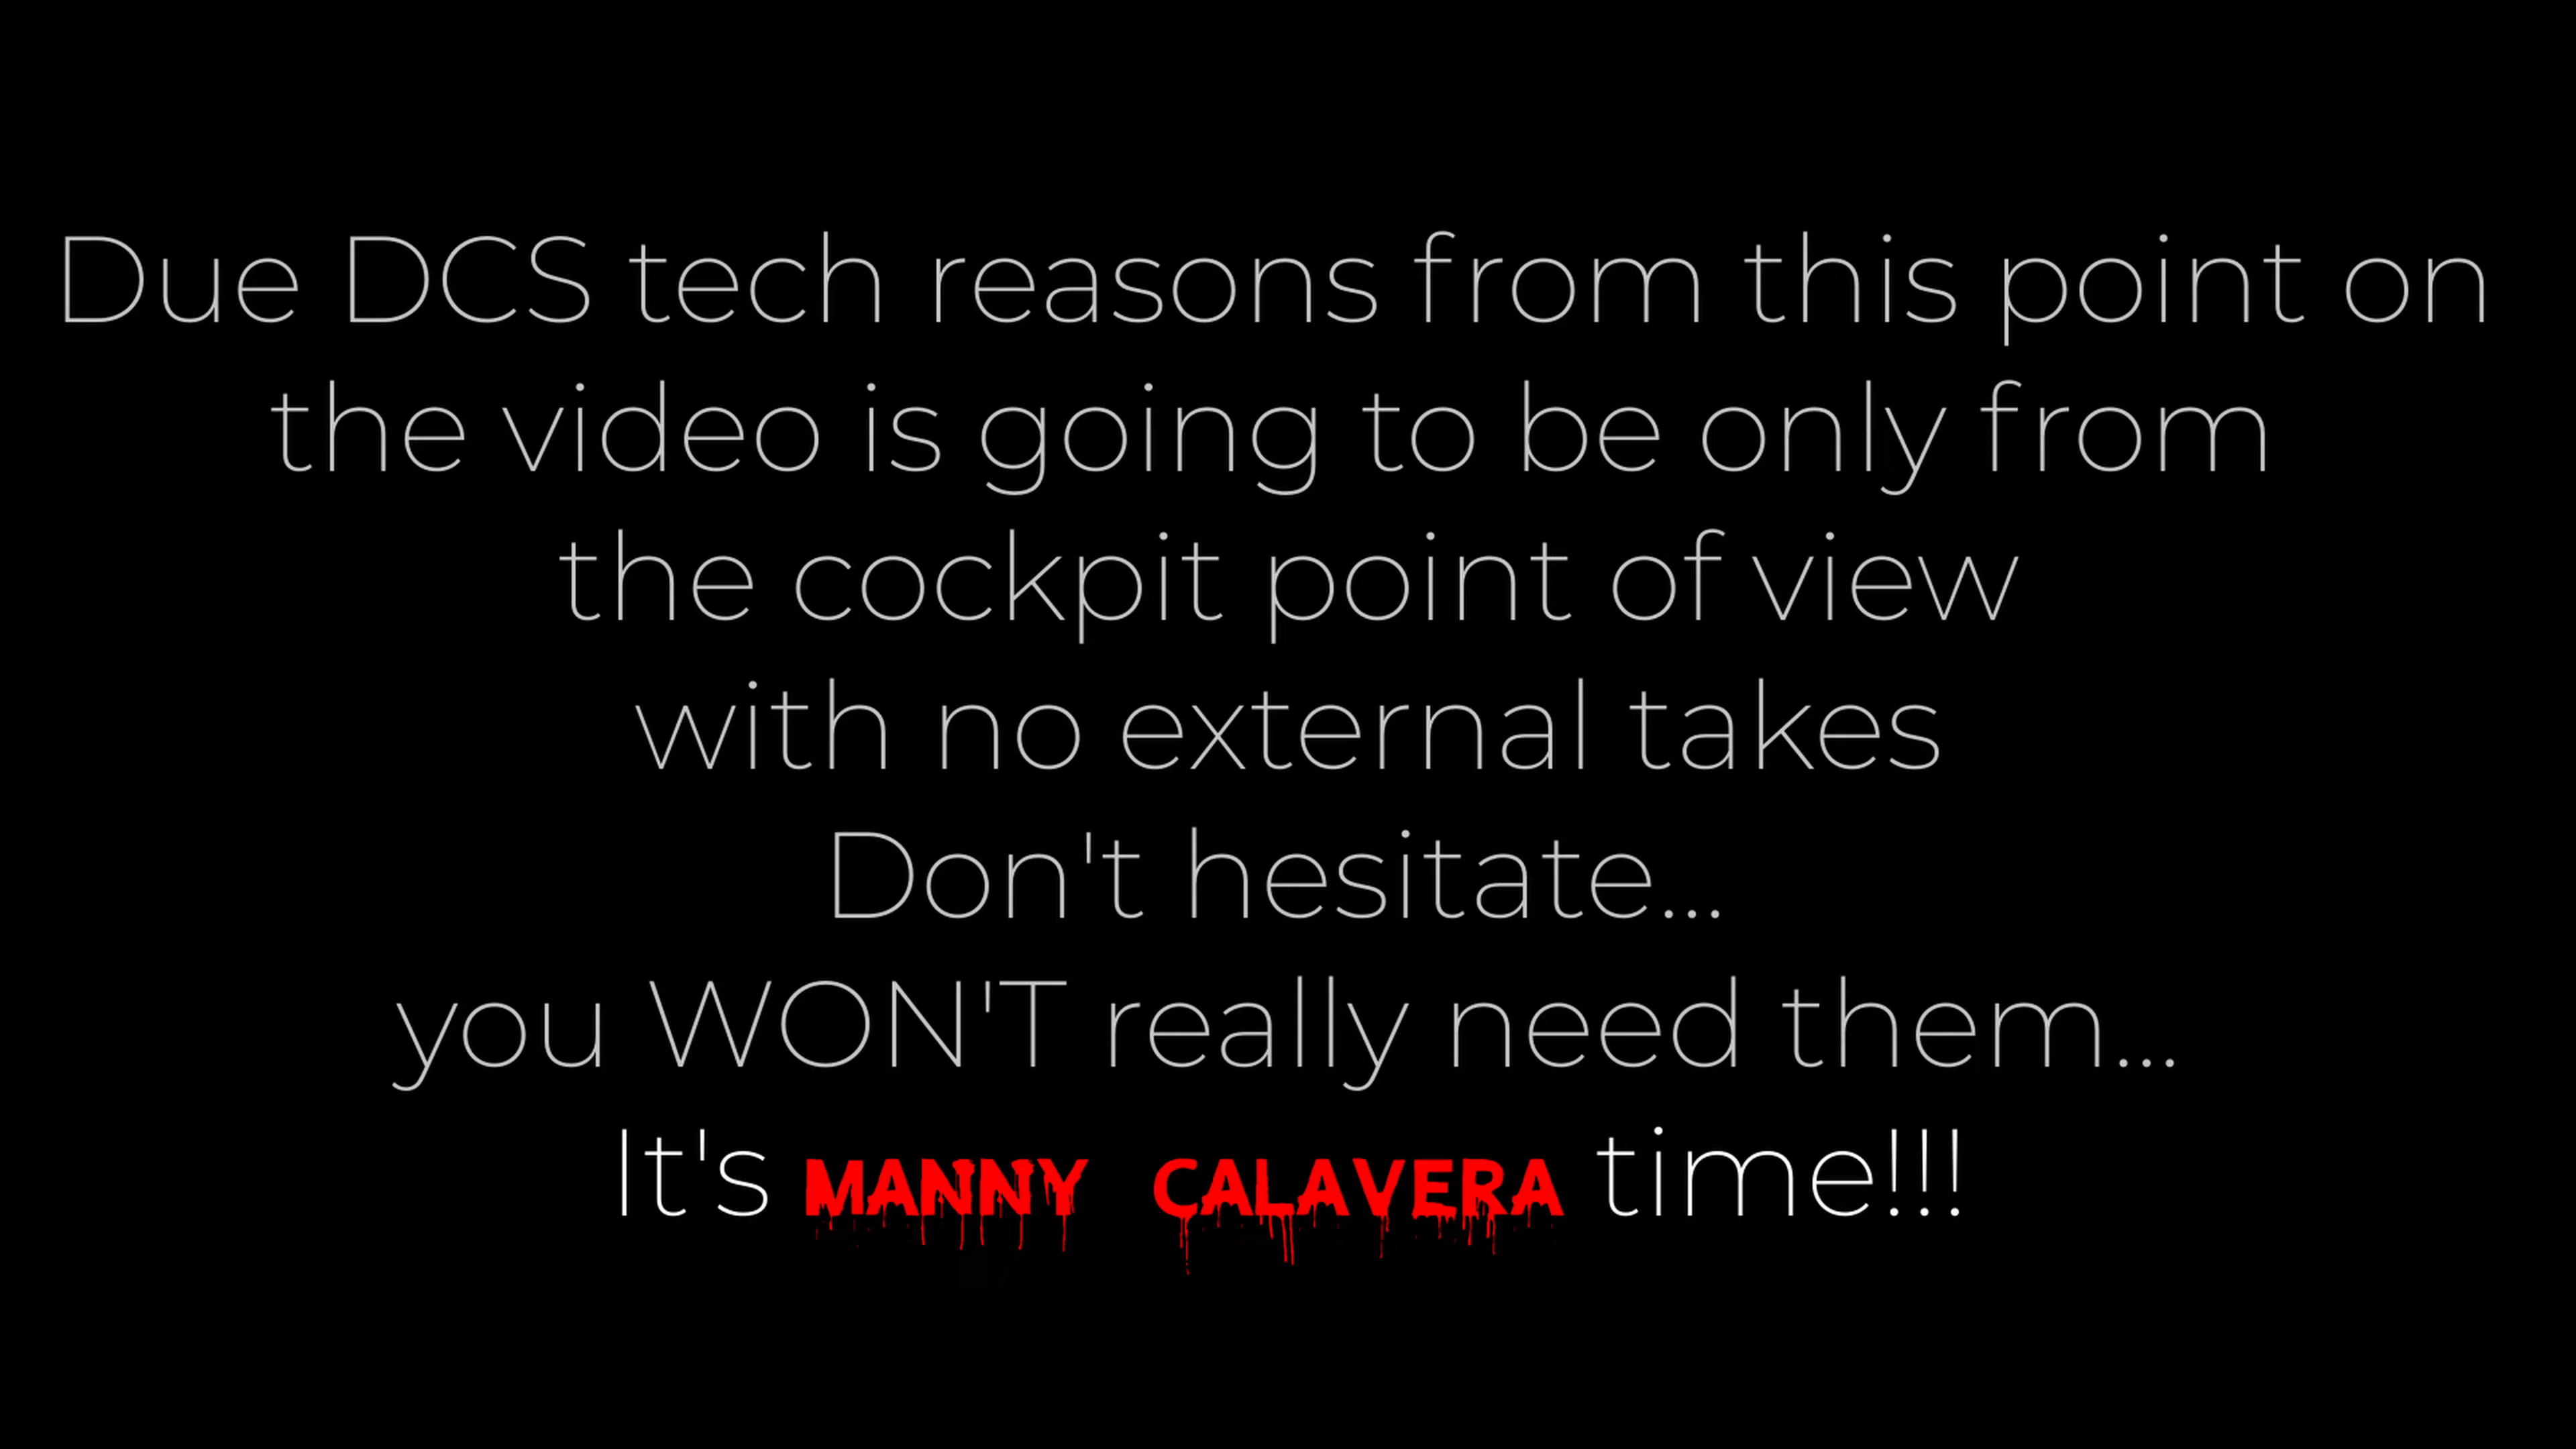 Due DCS tech reasons from this point on
the video is going to be only from
the cockpit point of view
with no external takes
Don't hesitate...
you WON'T really need them...
It's MANNY CALAVERA time!!!